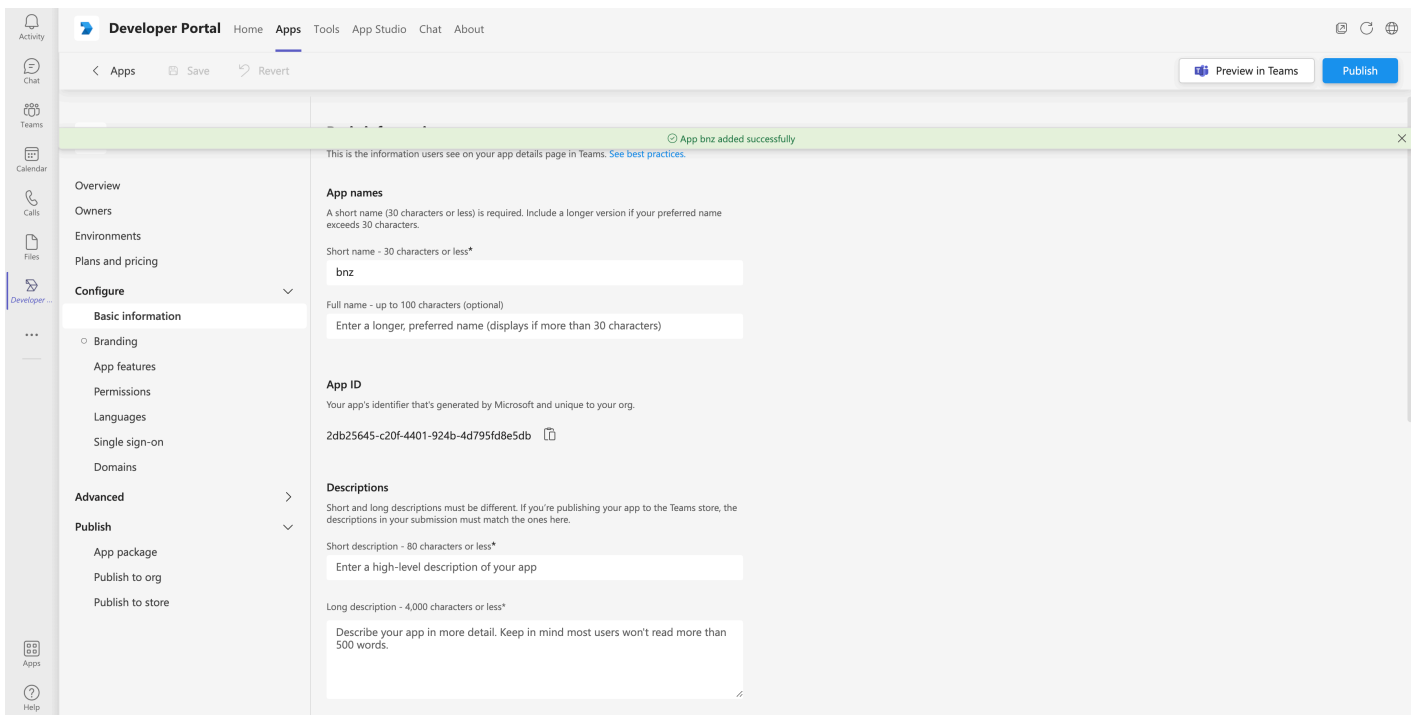 Activity
Chat
Teams
Calendar
Calls
Files
Developer ...
Apps
Help
Developer Portal Home Apps Tools App Studio Chat About
Apps Save Revert
Preview in Teams Publish
App bnz added successfully
Overview
Owners
Environments
Plans and pricing
Configure
Basic information
Branding
App features
Permissions
Languages
Single sign-on
Domains
Advanced
Publish
App package
Publish to org
Publish to store
This is the information users see on your app details page in Teams. See best practices.
App names
A short name (30 characters or less) is required. Include a longer version if your preferred name
exceeds 30 characters.
Short name - 30 characters or less*
bnz
Full name - up to 100 characters (optional)
Enter a longer, preferred name (displays if more than 30 characters)
App ID
Your app's identifier that's generated by Microsoft and unique to your org.
2db25645-c20f-4401-924b-4d795fd8e5db
Descriptions
Short and long descriptions must be different. If you're publishing your app to the Teams store, the
descriptions in your submission must match the ones here.
Short description - 80 characters or less*
Enter a high-level description of your app
Long description - 4,000 characters or less*
Describe your app in more detail. Keep in mind most users won't read more than
500 words.